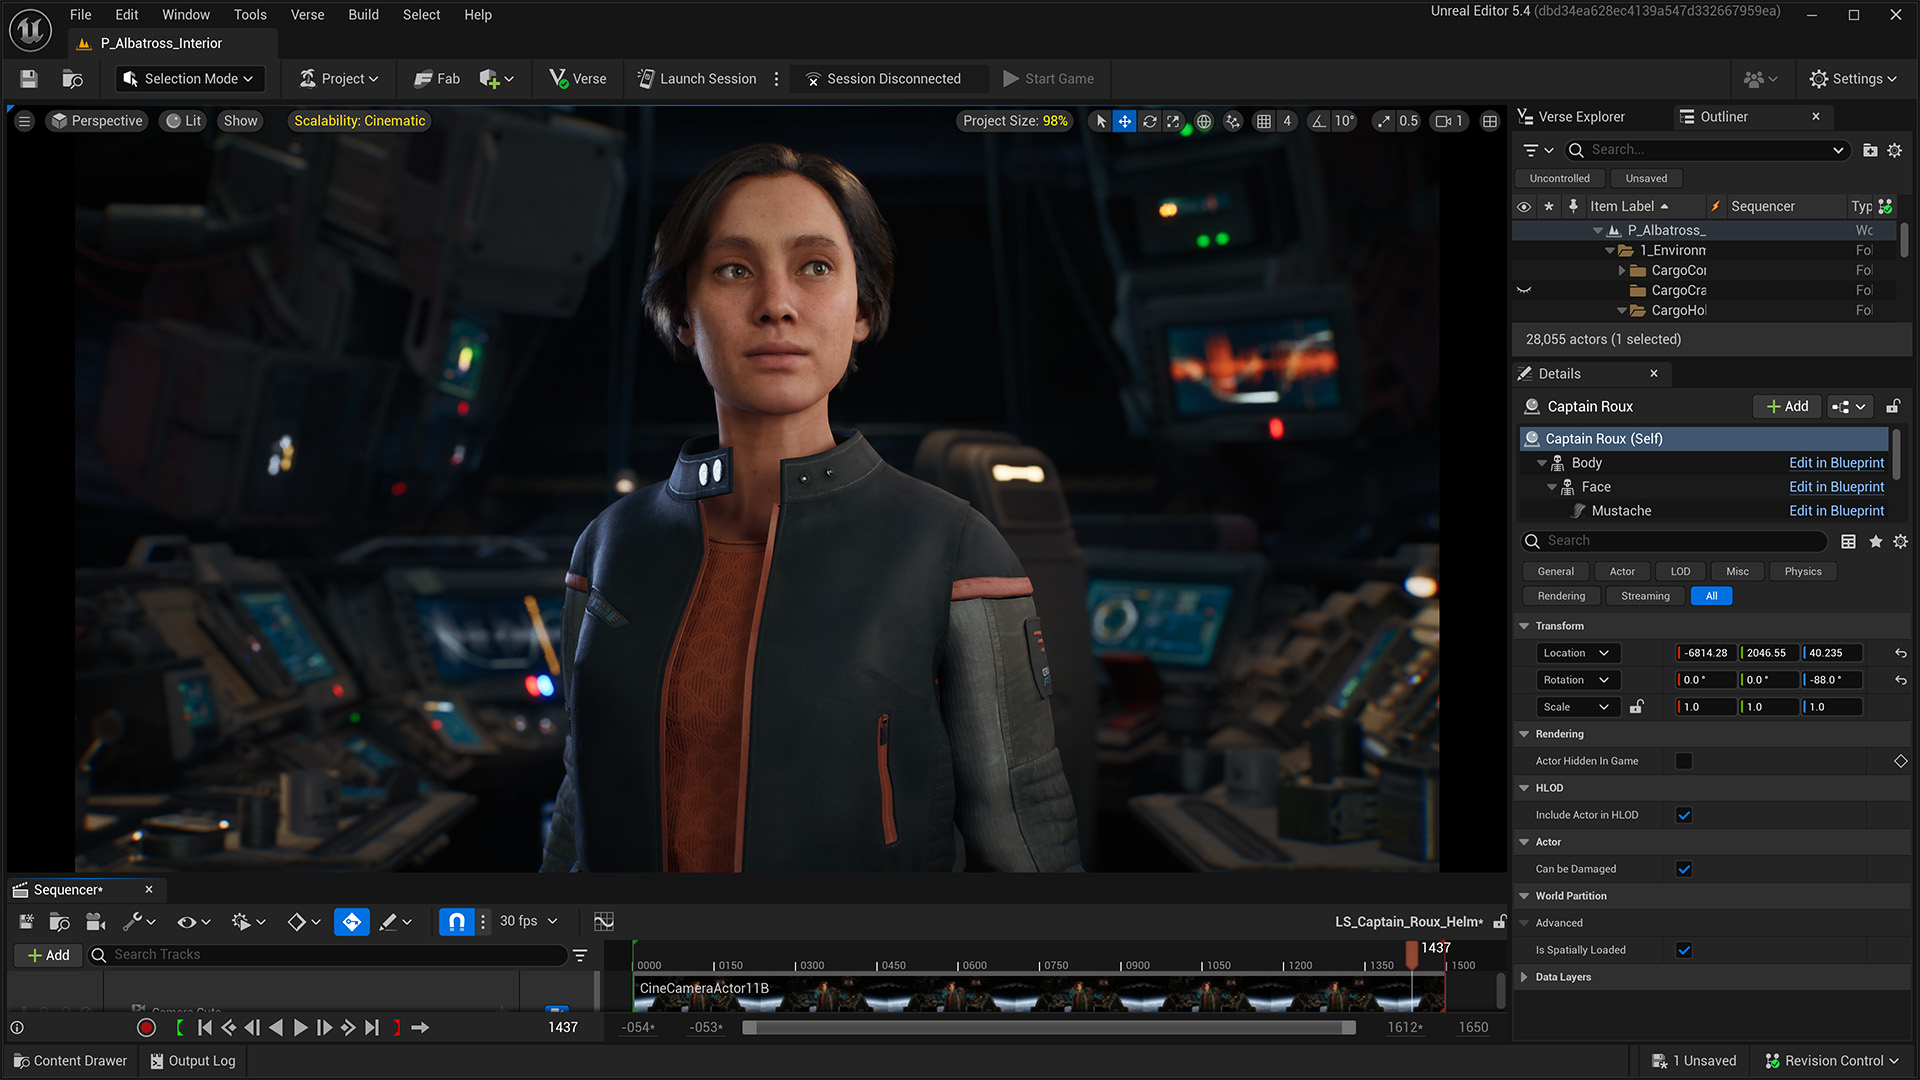 File Edit Window Tools Verse Build Select Help
Unreal Editor 5.4 (dbd34ea628ec4139a547d332667959ea)
P_Albatross_Interior
Selection Mode Project Fab Verse Launch Session Session Disconnected Start Game Settings
Perspective Lit Show Scalability: Cinematic Project Size: 98% 4 10° 0.5 1
Verse Explorer Outliner
Search...
Uncontrolled Unsaved
Item Label Sequencer Typ
P_Albatross_ Wc
1_Environm Fol
CargoCor Fol
CargoCra Fol
CargoHol Fol
28,055 actors (1 selected)
Details
Captain Roux Add
Captain Roux (Self)
Body Edit in Blueprint
Face Edit in Blueprint
Mustache Edit in Blueprint
Search
General Actor LOD Misc Physics
Rendering Streaming All
Transform
Location -6814.28 2046.55 40.235
Rotation 0.0 ° 0.0 ° -88.0 °
Scale 1.0 1.0 1.0
Rendering
Actor Hidden In Game
HLOD
Include Actor in HLOD
Actor
Can be Damaged
World Partition
Advanced
Is Spatially Loaded
Data Layers
Sequencer*
30 fps LS_Captain_Roux_Helm*
Add Search Tracks
1437
0000 0150 0300 0450 0600 0750 0900 1050 1200 1350 1500
CineCameraActor11B
1437 -054* -053* 1612* 1650
Content Drawer Output Log 1 Unsaved Revision Control